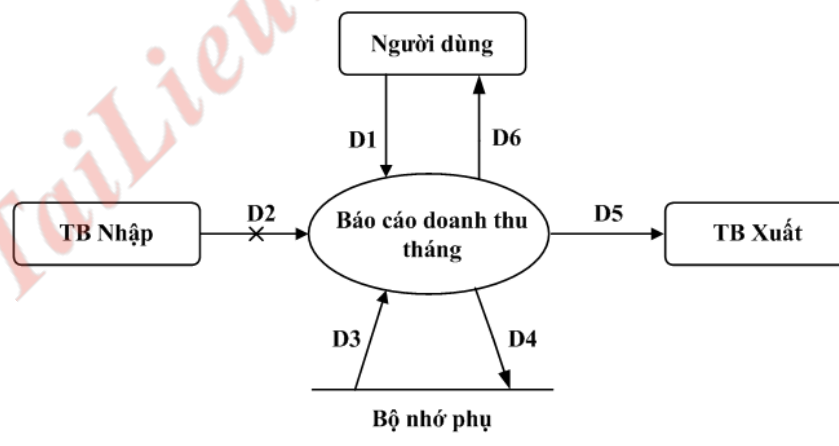 Người dùng
D1
D6
TB Nhập
D2
Báo cáo doanh thu
tháng
D5
TB Xuất
D3
D4
Bộ nhớ phụ
TaiLieu